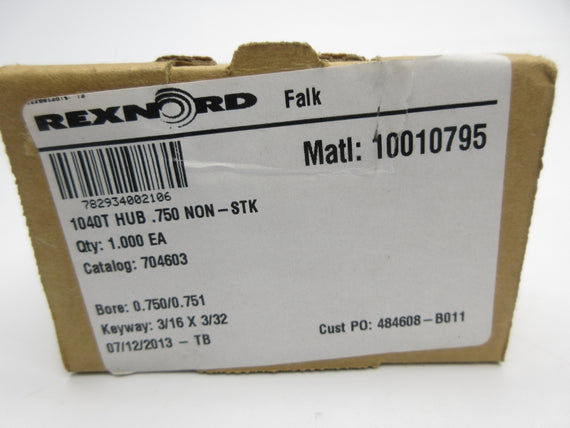 REXNORD Falk
Matl: 10010795
782934002106
1040T HUB .750 NON-STK
Qty: 1.000 EA
Catalog: 704603
Bore: 0.750/0.751
Keyway: 3/16 X 3/32
Cust PO: 484608-B011
07/12/2013 - TB